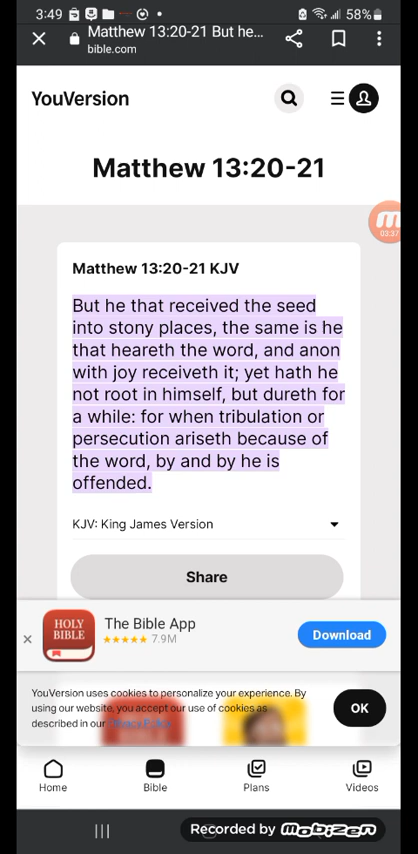 3:49
58%
Matthew 13:20-21 But he...
bible.com
YouVersion
Matthew 13:20-21
03:37
Matthew 13:20-21 KJV
But he that received the seed
into stony places, the same is he
that heareth the word, and anon
with joy receiveth it; yet hath he
not root in himself, but dureth for
a while: for when tribulation or
persecution ariseth because of
the word, by and by he is
offended.
KJV: King James Version
Share
HOLY
BIBLE
The Bible App
7.9M
Download
YouVersion uses cookies to personalize your experience. By
using our website, you accept our use of cookies as
described in our Privacy Policy.
OK
Home
Bible
Plans
Videos
Recorded by mobizen